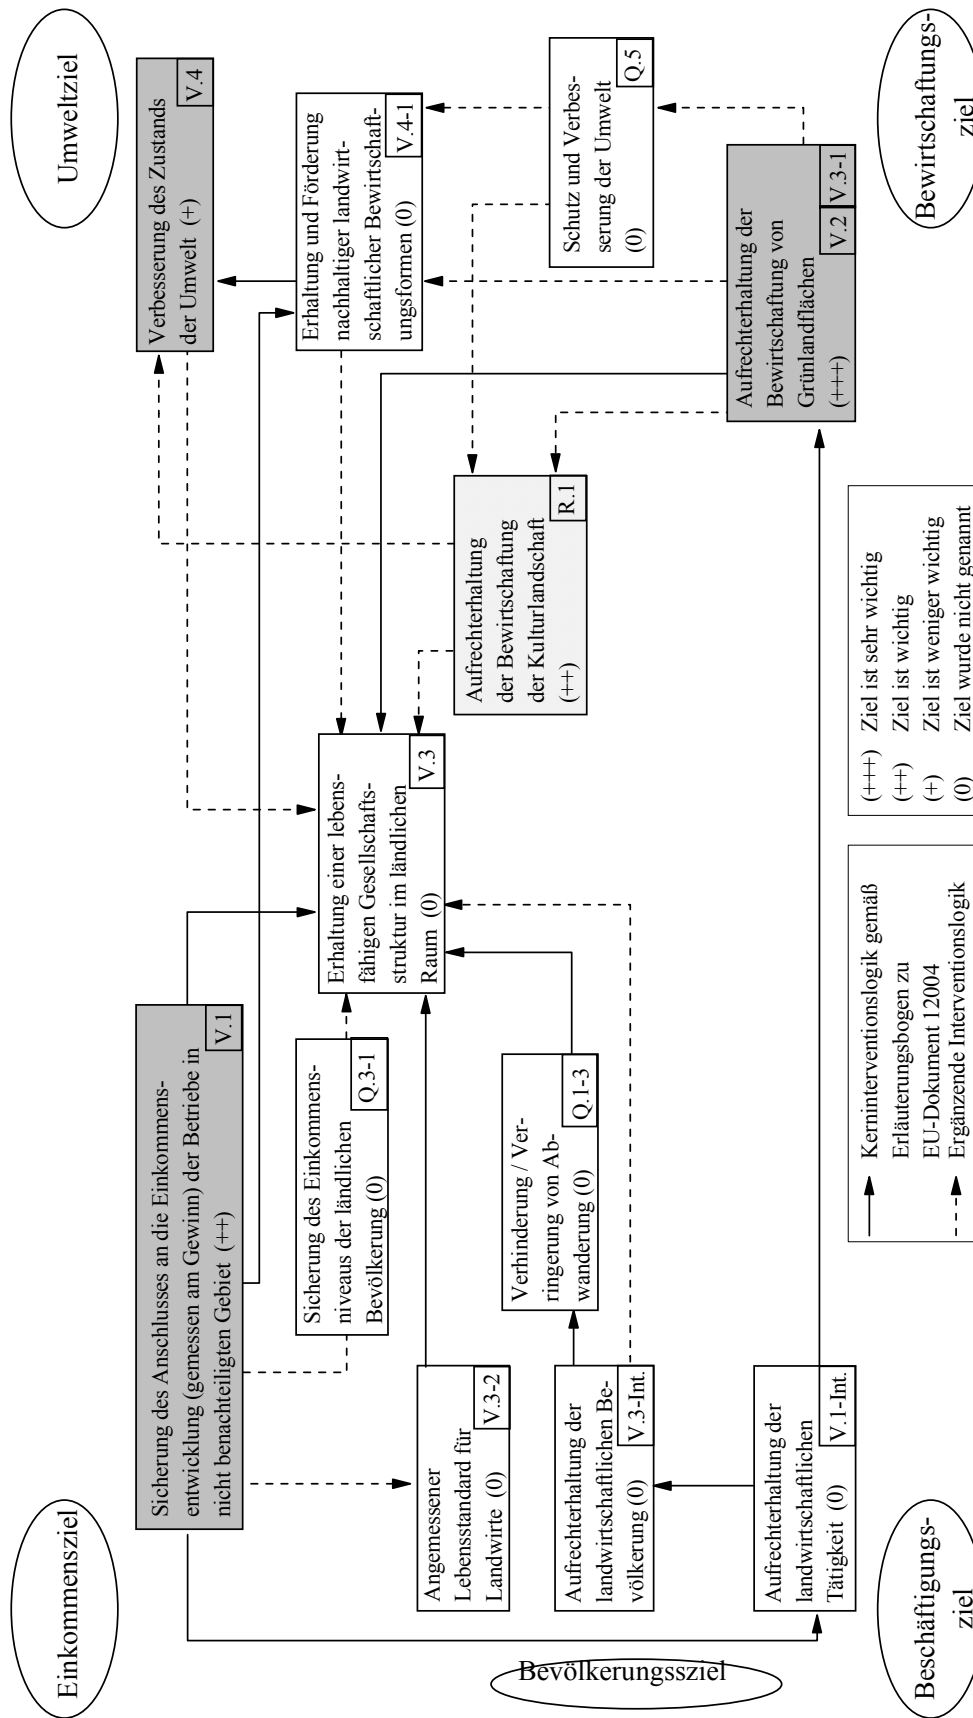 Einkommensziel
Umweltziel
Sicherung des Anschlusses an die Einkommens-
entwicklung (gemessen am Gewinn) der Betriebe in
nicht benachteiligten Gebiet (++)
V.1
Verbesserung des Zustands
der Umwelt (+)
V.4
Sicherung des Einkommens-
niveaus der ländlichen
Bevölkerung (0)
Q.3-1
Erhaltung einer lebens-
fähigen Gesellschafts-
struktur im ländlichen
Raum (0)
V.3
Erhaltung und Förderung
nachhaltiger landwirt-
schaftlicher Bewirtschaft-
ungsformen (0)
V.4-1
Angemessener
Lebensstandard für
Landwirte (0)
V.3-2
Aufrechterhaltung
der Bewirtschaftung
der Kulturlandschaft
(++)
R.1
Verhinderung / Ver-
ringerung von Ab-
wanderung (0)
Q.1-3
Schutz und Verbes-
serung der Umwelt
(0)
Q.5
Bevölkerungssziel
Aufrechterhaltung der
landwirtschaftlichen Be-
völkerung (0)
V.3-Int.
Aufrechterhaltung der
landwirtschaftlichen
Tätigkeit (0)
V.1-Int.
Aufrechterhaltung der
Bewirtschaftung von
Grünlandflächen
(+++)
V.2
V.3-1
Beschäftigungs-
ziel
Kerninterventionslogik gemäß
Erläuterungsbogen zu
EU-Dokument 12004
Ergänzende Interventionslogik
(+++) Ziel ist sehr wichtig
(++) Ziel ist wichtig
(+) Ziel ist weniger wichtig
(0) Ziel wurde nicht genannt
Bewirtschaftungs-
ziel